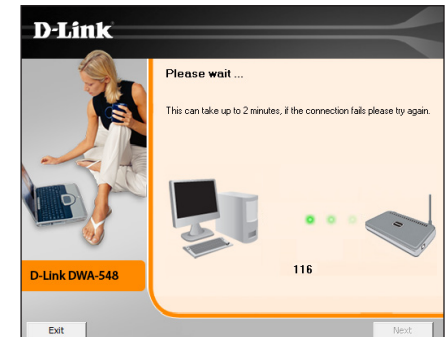 D-Link
Please wait ...
This can take up to 2 minutes, if the connection fails please try again.
116
D-Link DWA-548
Exit
Next